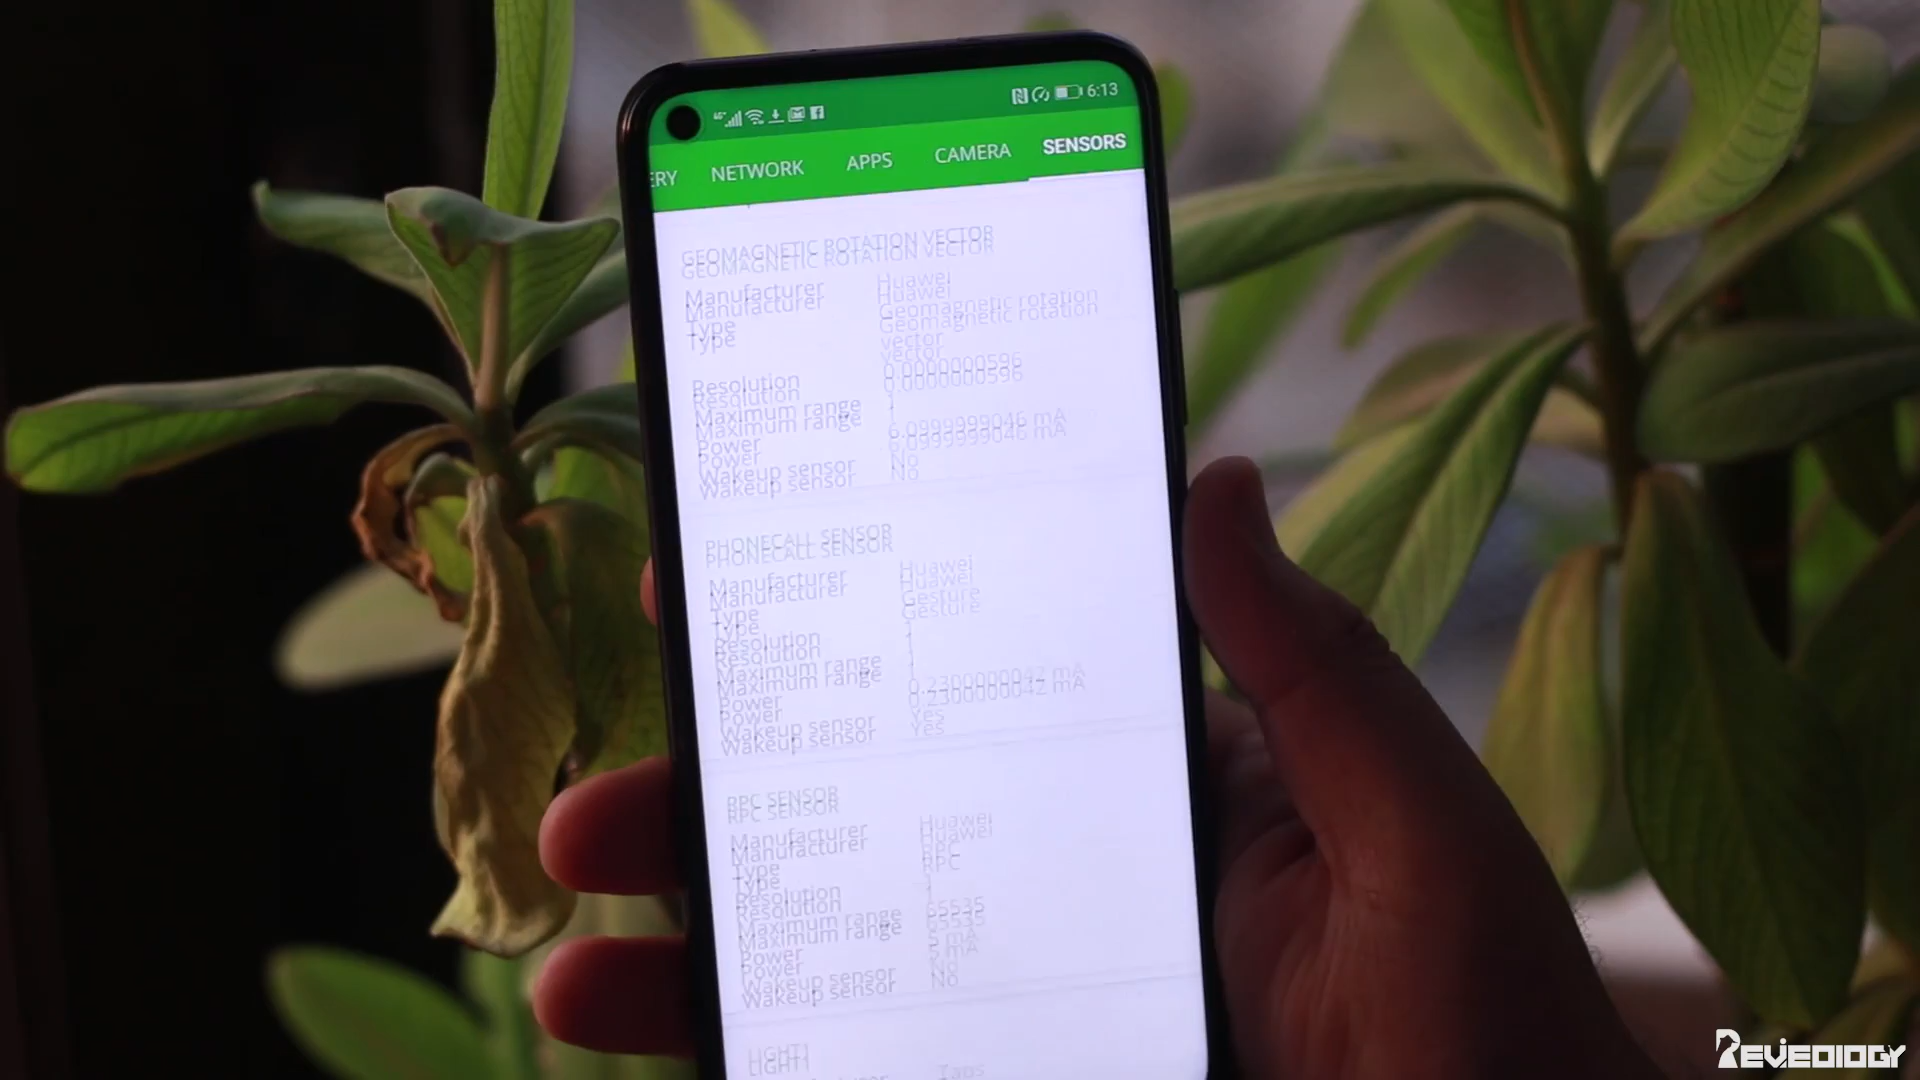 4G+ 6:13
ERY NETWORK APPS CAMERA SENSORS
GEOMAGNETIC ROTATION VECTOR
Manufacturer Huawei
Type Geomagnetic rotation
vector
Resolution 0.0000000596
Maximum range 1
Power 6.0999999046 mA
Wakeup sensor No
PHONECALL SENSOR
Manufacturer Huawei
Type Gesture
Resolution 1
Maximum range 1
Power 0.2300000042 mA
Wakeup sensor Yes
RPC SENSOR
Manufacturer Huawei
Type RPC
Resolution 1
Maximum range 65535
Power 5 mA
Wakeup sensor No
LIGHT1
REVIEOLOGY